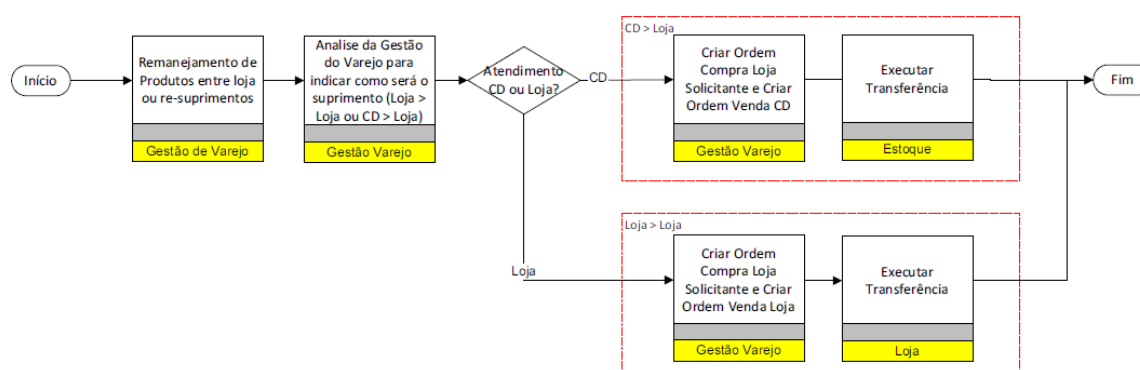 Início
Remanejamento de
Produtos entre loja
ou re-suprimentos
Gestão de Varejo
Analise da Gestão
do Varejo para
indicar como será o
suprimento (Loja >
Loja ou CD > Loja)
Gestão Varejo
Atendimento
CD ou Loja?
CD
CD > Loja
Criar Ordem
Compra Loja
Solicitante e Criar
Ordem Venda CD
Gestão Varejo
Executar
Transferência
Estoque
Fim
Loja
Loja > Loja
Criar Ordem
Compra Loja
Solicitante e Criar
Ordem Venda Loja
Gestão Varejo
Executar
Transferência
Loja